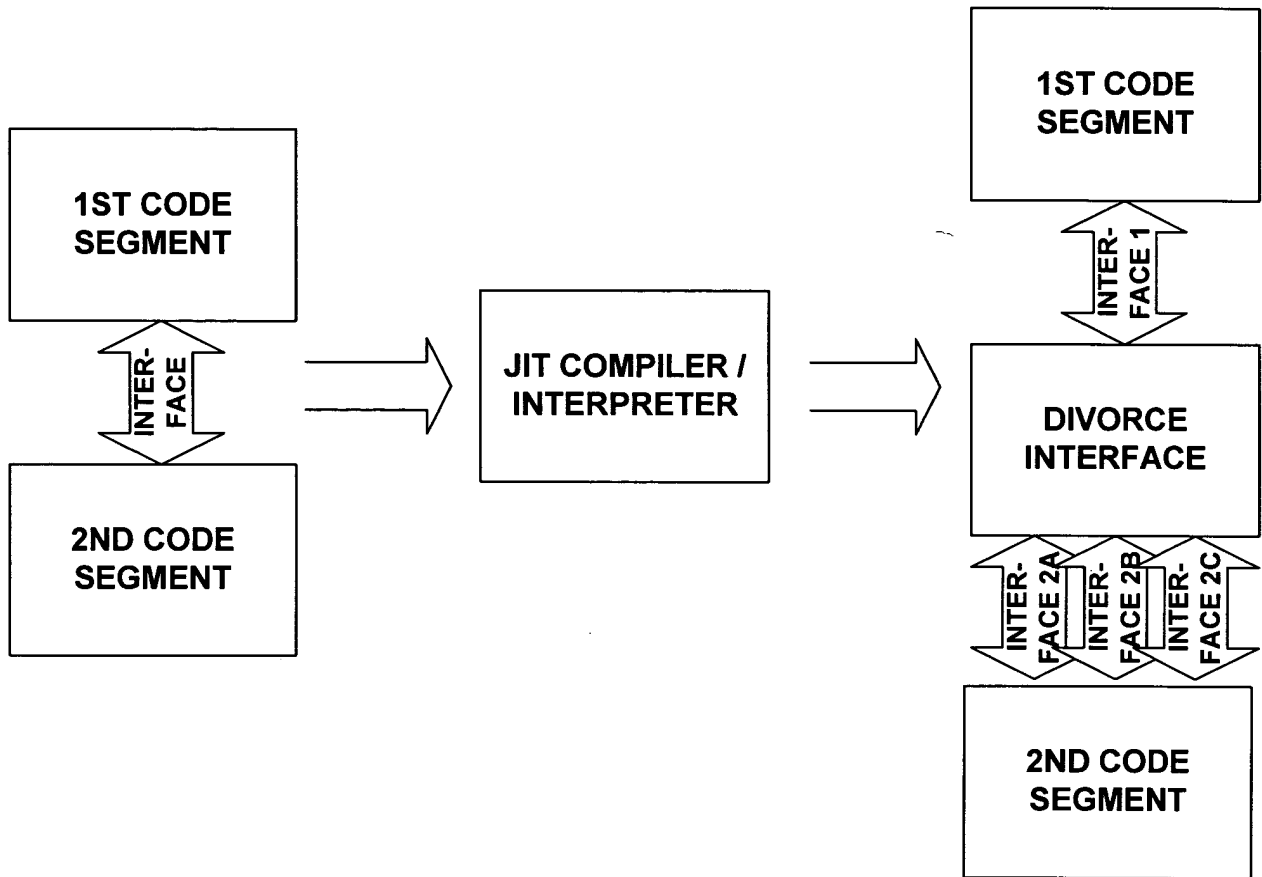 1ST CODE
SEGMENT
INTER-
FACE
2ND CODE
SEGMENT
JIT COMPILER /
INTERPRETER
1ST CODE
SEGMENT
INTER-
FACE 1
DIVORCE
INTERFACE
INTER-
FACE 2A
INTER-
FACE 2B
INTER-
FACE 2C
2ND CODE
SEGMENT